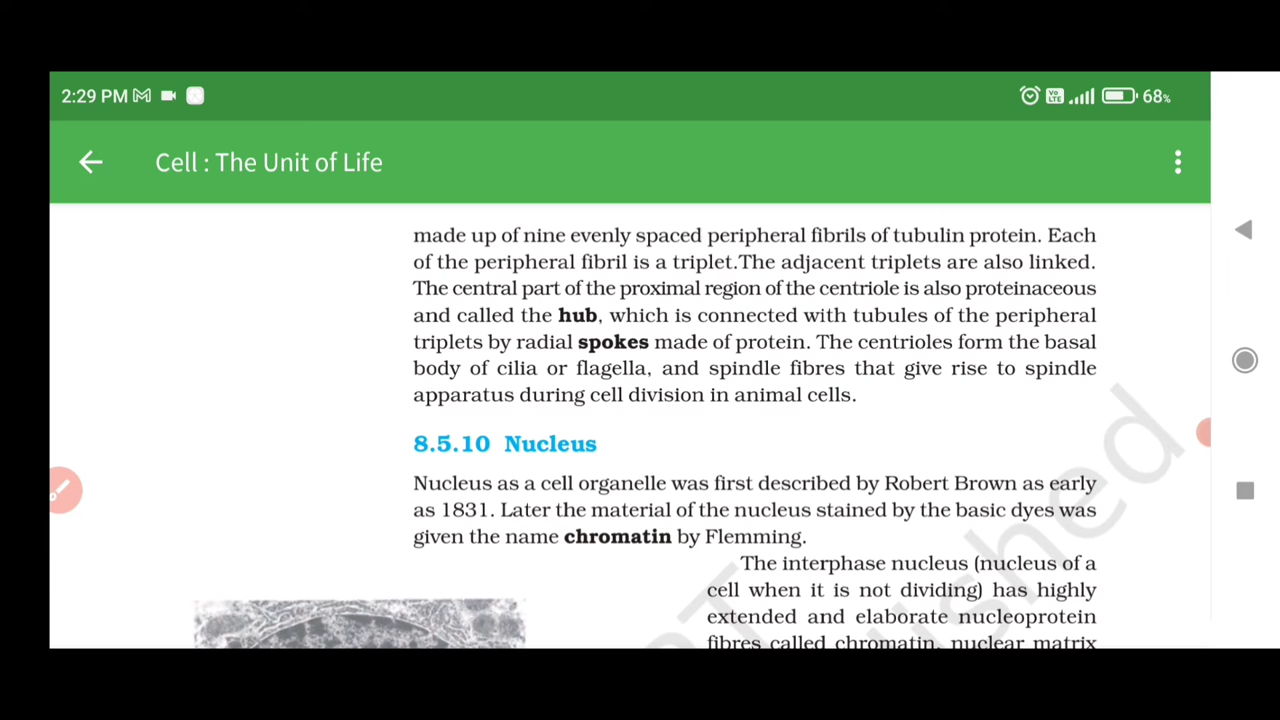 2:29 PM
68%
Cell : The Unit of Life
made up of nine evenly spaced peripheral fibrils of tubulin protein. Each
of the peripheral fibril is a triplet.The adjacent triplets are also linked.
The central part of the proximal region of the centriole is also proteinaceous
and called the hub, which is connected with tubules of the peripheral
triplets by radial spokes made of protein. The centrioles form the basal
body of cilia or flagella, and spindle fibres that give rise to spindle
apparatus during cell division in animal cells.
8.5.10 Nucleus
Nucleus as a cell organelle was first described by Robert Brown as early
as 1831. Later the material of the nucleus stained by the basic dyes was
given the name chromatin by Flemming.
The interphase nucleus (nucleus of a
cell when it is not dividing) has highly
extended and elaborate nucleoprotein
fibres called chromatin, nuclear matrix